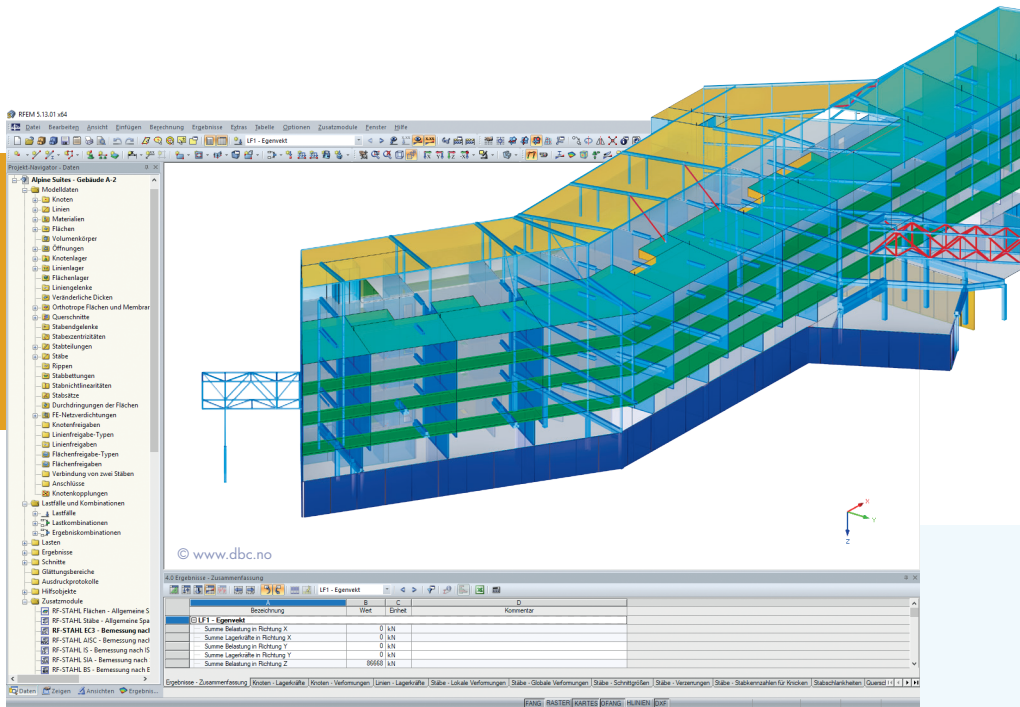 RFEM 5.13.01 x64
Datei Bearbeiten Ansicht Einfügen Berechnung Ergebnisse Extras Tabelle Optionen Zusatzmodule Fenster Hilfe
LF1 - Egenvekt
Projekt-Navigator - Daten
Alpine Suites - Gebäude A-2
Modelldaten
Knoten
Linien
Materialien
Flächen
Volumenkörper
Öffnungen
Knotenlager
Linienlager
Flächenlager
Liniengelenke
Veränderliche Dicken
Orthotrope Flächen und Membrar
Querschnitte
Stabendgelenke
Stabexzentrizitäten
Stabteilungen
Stäbe
Rippen
Stabbettungen
Stabnichtlinearitäten
Stabsätze
Durchdringungen der Flächen
FE-Netzverdichtungen
Knotenfreigaben
Linienfreigabe-Typen
Linienfreigaben
Flächenfreigabe-Typen
Flächenfreigaben
Verbindung von zwei Stäben
Anschlüsse
Knotenkopplungen
Lastfälle und Kombinationen
Lastfälle
Lastkombinationen
Ergebniskombinationen
Lasten
Ergebnisse
Schnitte
Glättungsbereiche
Ausdruckprotokolle
Hilfsobjekte
Zusatzmodule
RF-STAHL Flächen - Allgemeine S
RF-STAHL Stäbe - Allgemeine Spa
RF-STAHL EC3 - Bemessung nacl
RF-STAHL AISC - Bemessung nacl
RF-STAHL IS - Bemessung nach IS
RF-STAHL SIA - Bemessung nach
RF-STAHL BS - Bemessung nach E
Daten Zeigen Ansichten Ergebnis...
X
Y
Z
© www.dbc.no
4.0 Ergebnisse - Zusammenfassung
LF1 - Egenvekt
A B C D
Bezeichnung Wert Einheit Kommentar
LF1 - Egenvekt
Summe Belastung in Richtung X 0 kN
Summe Lagerkräfte in Richtung X 0 kN
Summe Belastung in Richtung Y 0 kN
Summe Lagerkräfte in Richtung Y 0 kN
Summe Belastung in Richtung Z 86668 kN
Ergebnisse - Zusammenfassung Knoten - Lagerkräfte Knoten - Verformungen Linien - Lagerkräfte Stäbe - Lokale Verformungen Stäbe - Globale Verformungen Stäbe - Schnittgrößen Stäbe - Verzerrungen Stäbe - Stabkennzahlen für Knicken Stabschlankheiten Quersc
FANG RASTER KARTES OFANG HLINIEN DXF